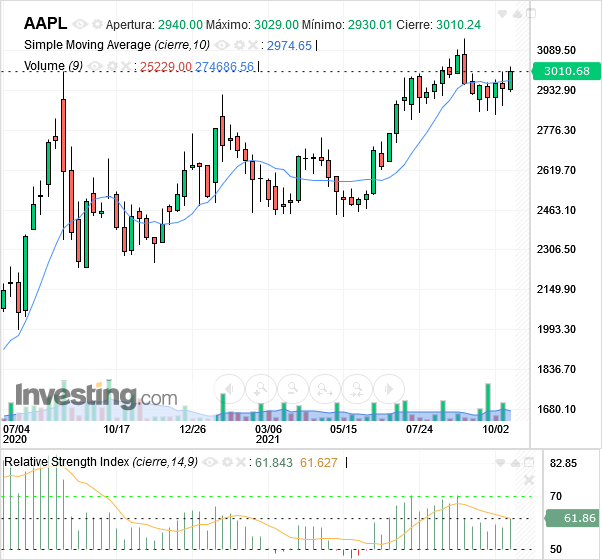 AAPL Apertura: 2940.00 Máximo: 3029.00 Mínimo: 2930.01 Cierre: 3010.24
Simple Moving Average (cierre,10) : 2974.65
Volume (9) : 25229.00 274686.56
3089.50
3010.68
2932.90
2776.30
2619.70
2463.10
2306.50
2149.90
1993.30
1836.70
1680.10
Investing.com
07/04 10/17 12/26 03/06 05/15 07/24 10/02
2020 2021
Relative Strength Index (cierre,14,9) : 61.843 61.627
82.85
70
61.86
50